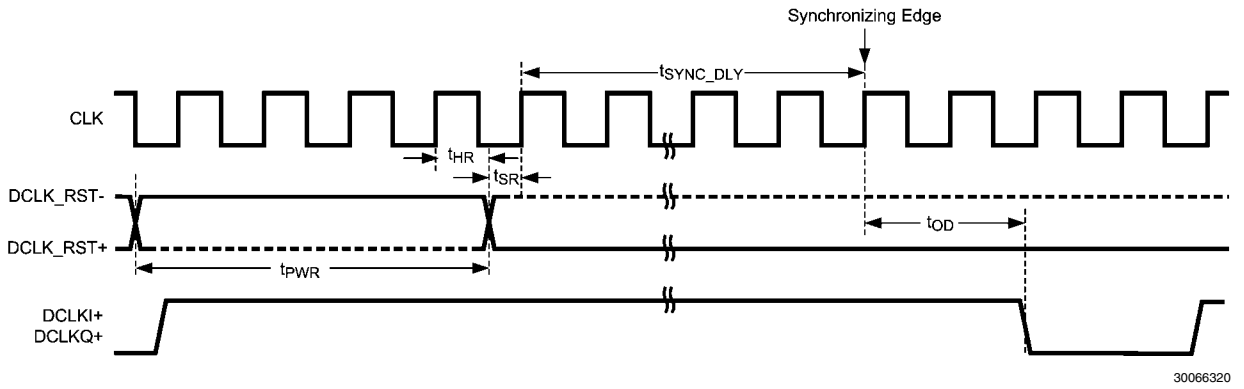 Synchronizing Edge
tSYNC_DLY
CLK
tHR
tSR
DCLK_RST-
tOD
DCLK_RST+
tPWR
DCLKI+
DCLKQ+
30066320